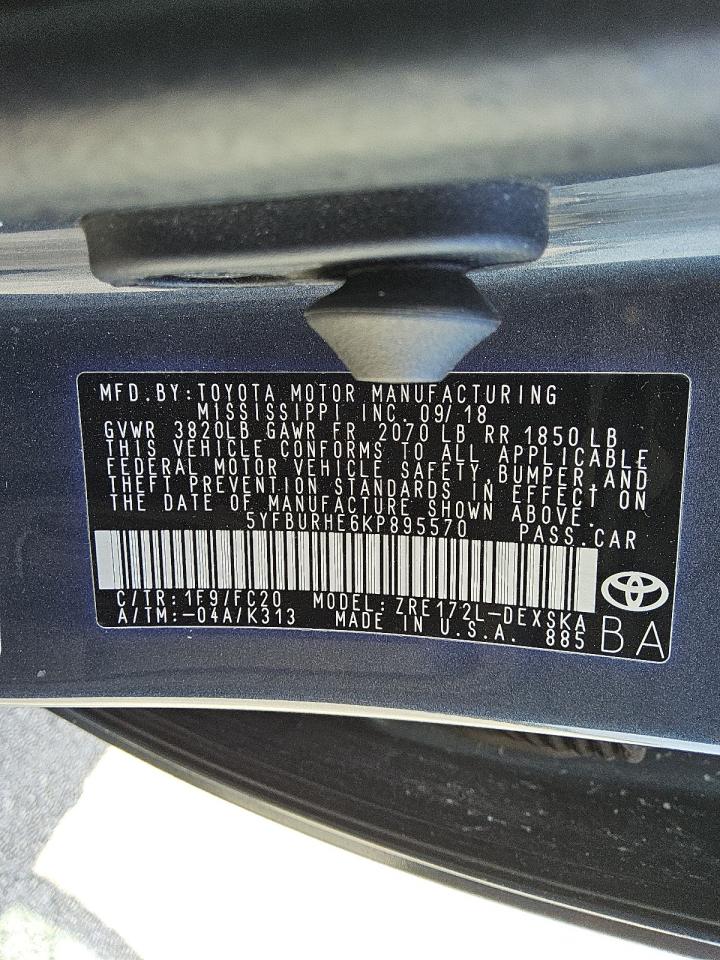 MFD.BY:TOYOTA MOTOR MANUFACTURING
MISSISSIPPI INC. 09/18
GVWR 3820LB GAWR FR 2070 LB RR 1850 LB
THIS VEHICLE CONFORMS TO ALL APPLICABLE
FEDERAL MOTOR VEHICLE SAFETY,BUMPER,AND
THEFT PREVENTION STANDARDS IN EFFECT ON
THE DATE OF MANUFACTURE SHOWN ABOVE.
5YFBURHE6KP895570 PASS.CAR
C/TR:1F9/FC20 MODEL:ZRE172L-DEXSKA
A/TM:-04A/K313 MADE IN U.S.A. 885
BA